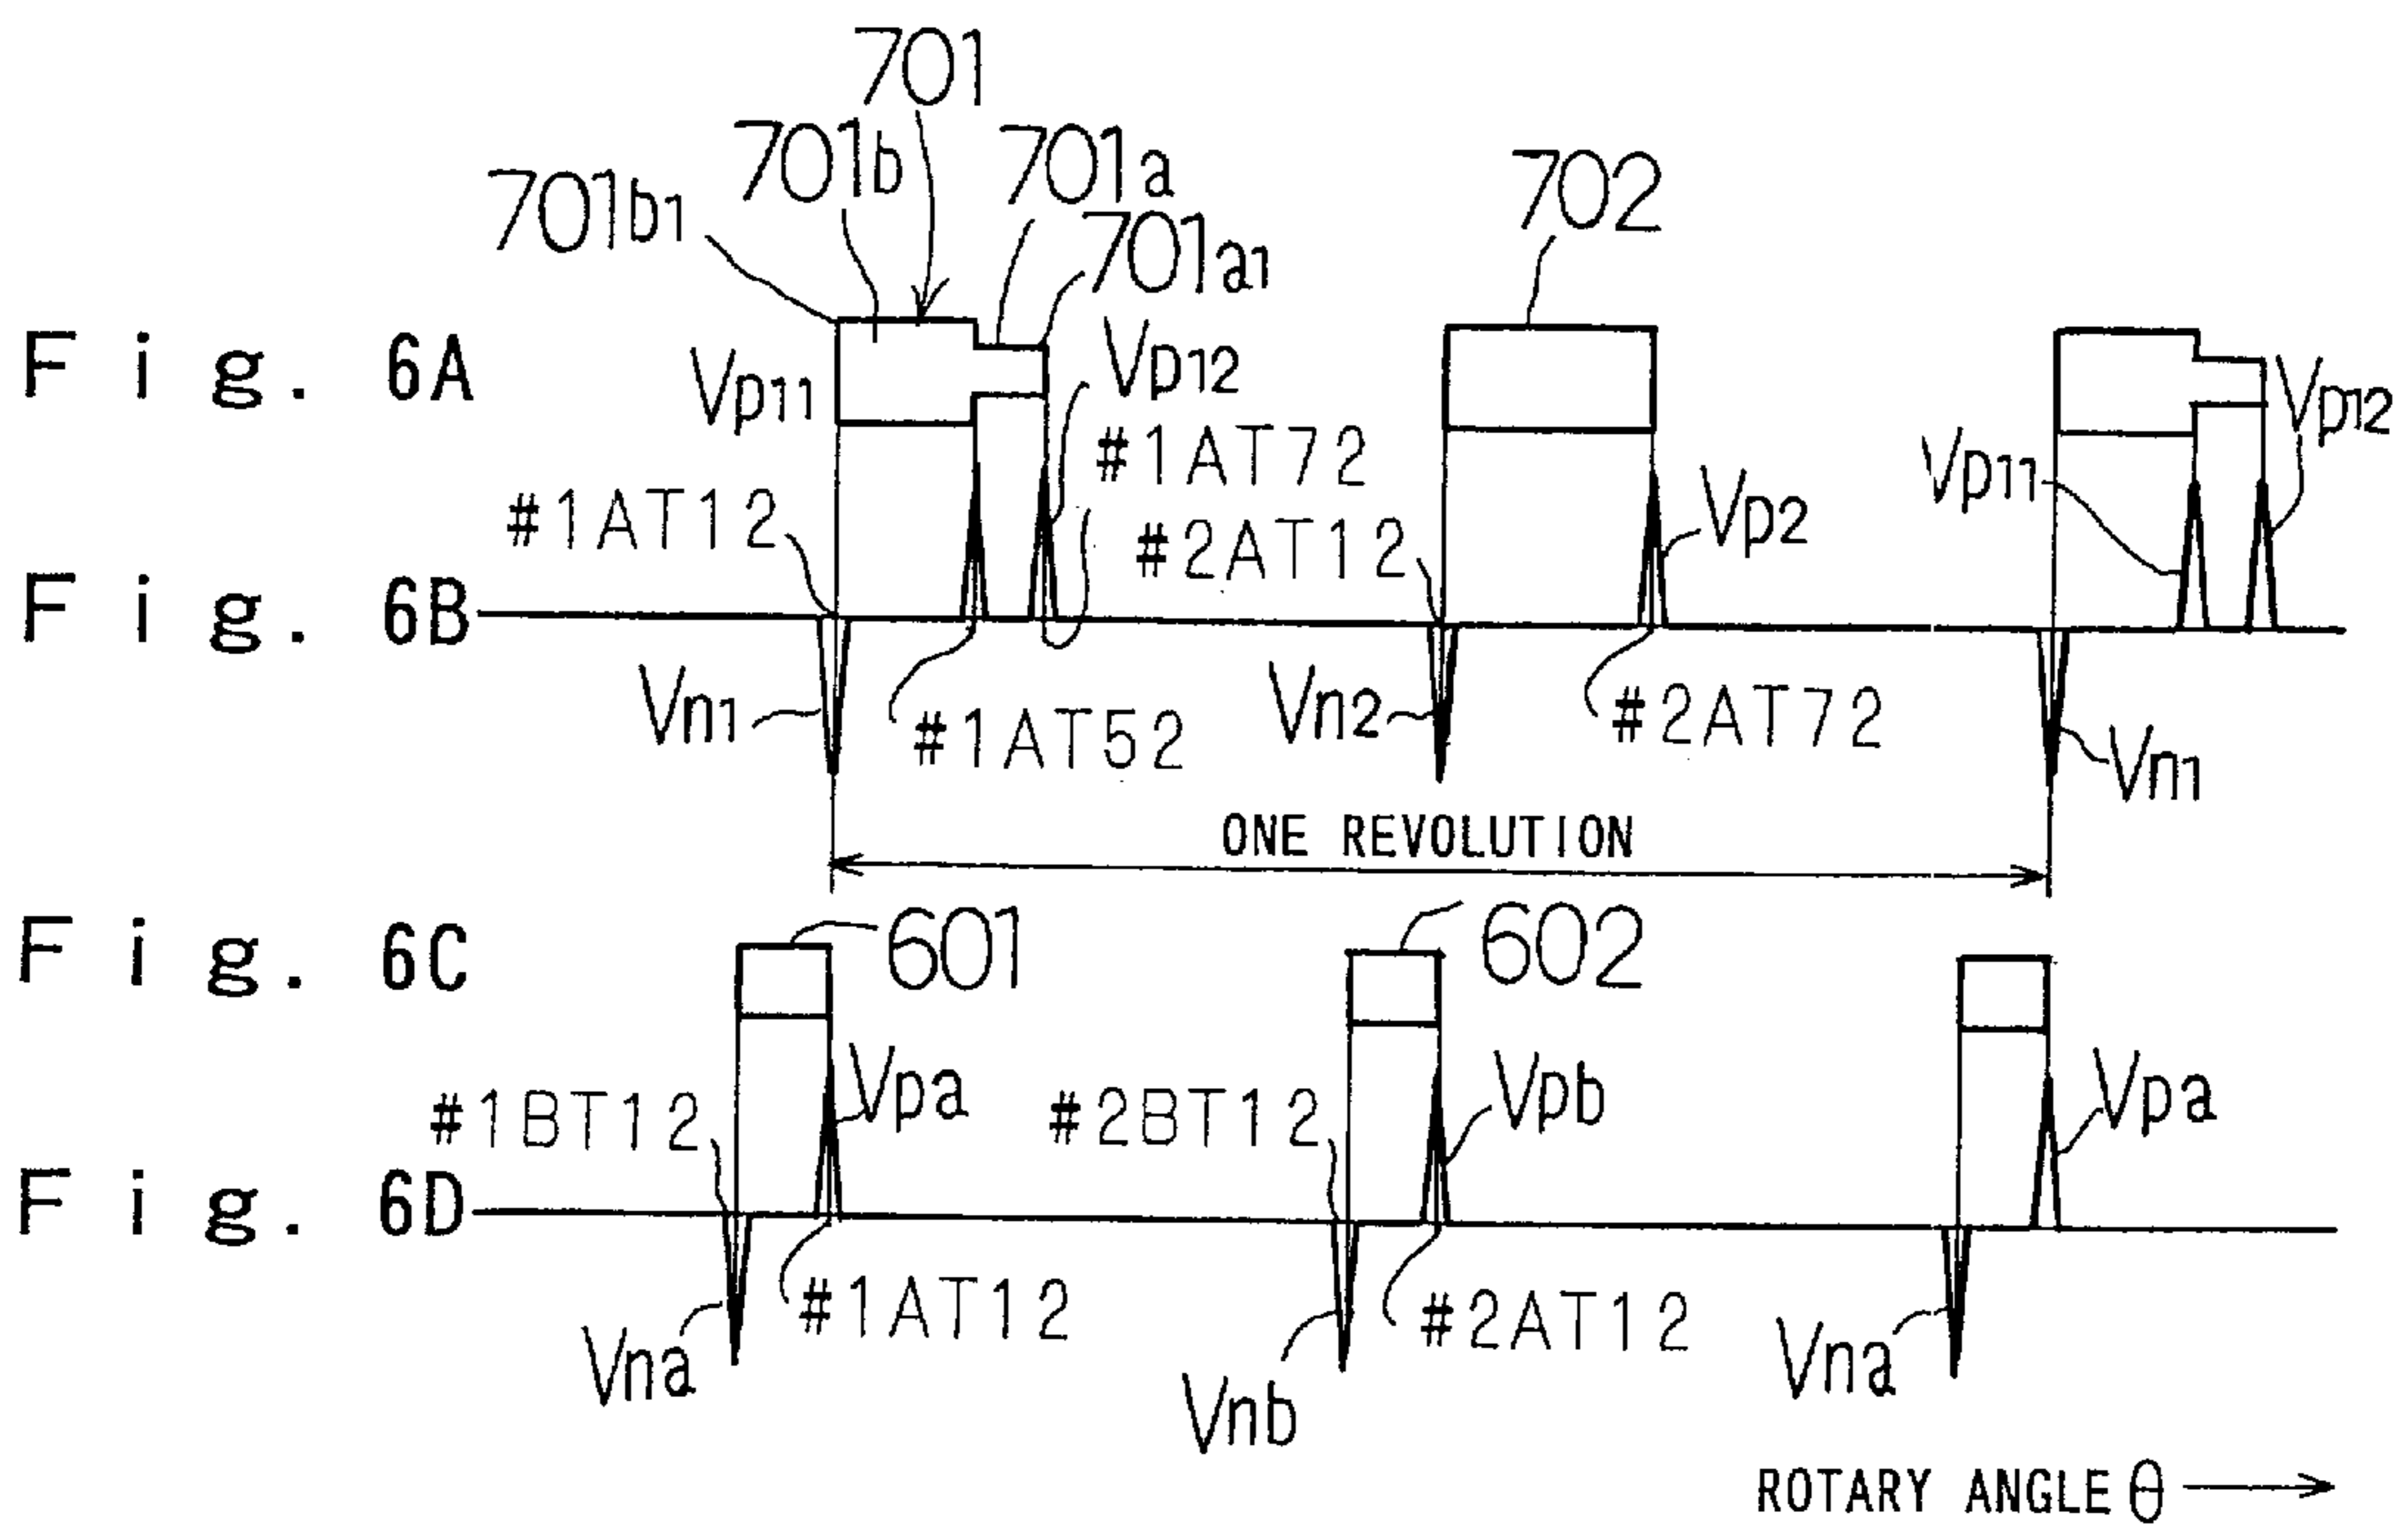 701
701b 701a
701b1 701a1 702
Fig. 6A Vp11 Vp12 Vp12
#1AT72 Vp11
#1AT12 #2AT12 Vp2
Fig. 6B
Vn1 #1AT52 Vn2 #2AT72 Vn1
ONE REVOLUTION
Fig. 6C 601 602
#1BT12 Vpa #2BT12 Vpb Vpa
Fig. 6D
Vna #1AT12 Vnb #2AT12 Vna
ROTARY ANGLE θ